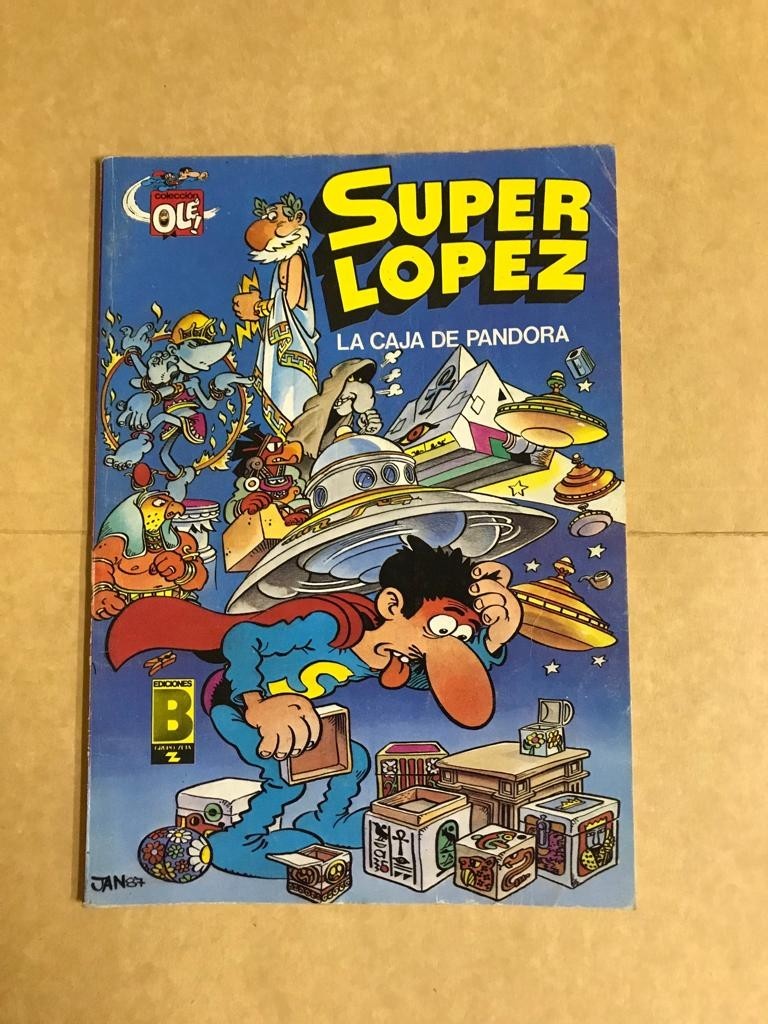 colección
OLÉ!
SUPER
LOPEZ
LA CAJA DE PANDORA
S
EDICIONES
B
GRUPO ZETA
Z
JAN 87